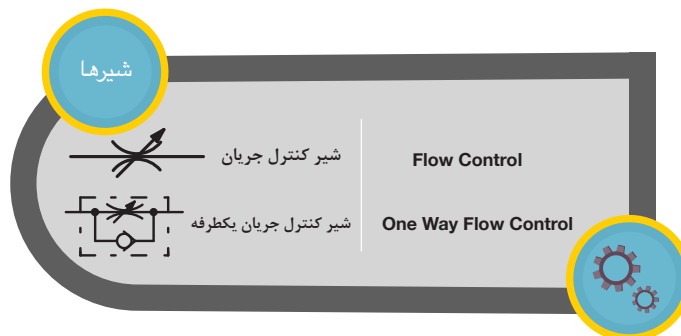 شیرها
شیر کنترل جریان
Flow Control
شیر کنترل جریان یکطرفه
One Way Flow Control